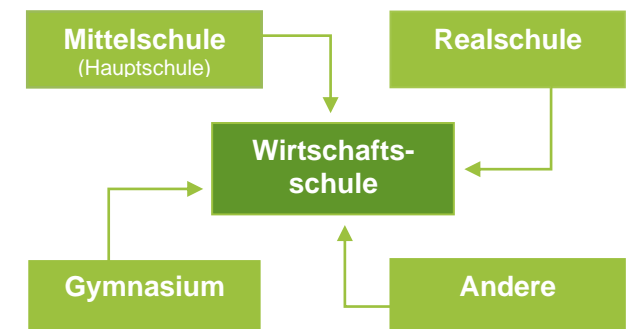 Mittelschule
(Hauptschule)
Realschule
Wirtschafts-
schule
Gymnasium
Andere